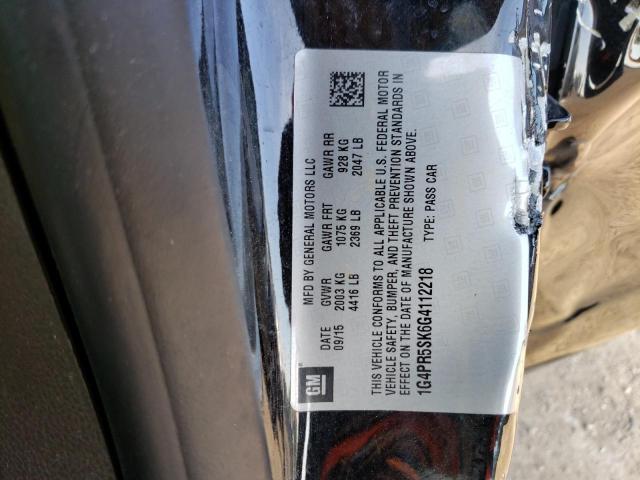 MFD BY GENERAL MOTORS LLC
DATE GVWR GAWR FRT GAWR RR
09/15 2003 KG 1075 KG 928 KG
4416 LB 2369 LB 2047 LB
THIS VEHICLE CONFORMS TO ALL APPLICABLE U.S. FEDERAL MOTOR
VEHICLE SAFETY, BUMPER, AND THEFT PREVENTION STANDARDS IN
EFFECT ON THE DATE OF MANUFACTURE SHOWN ABOVE.
1G4PR5SK6G4112218 TYPE: PASS CAR
GM